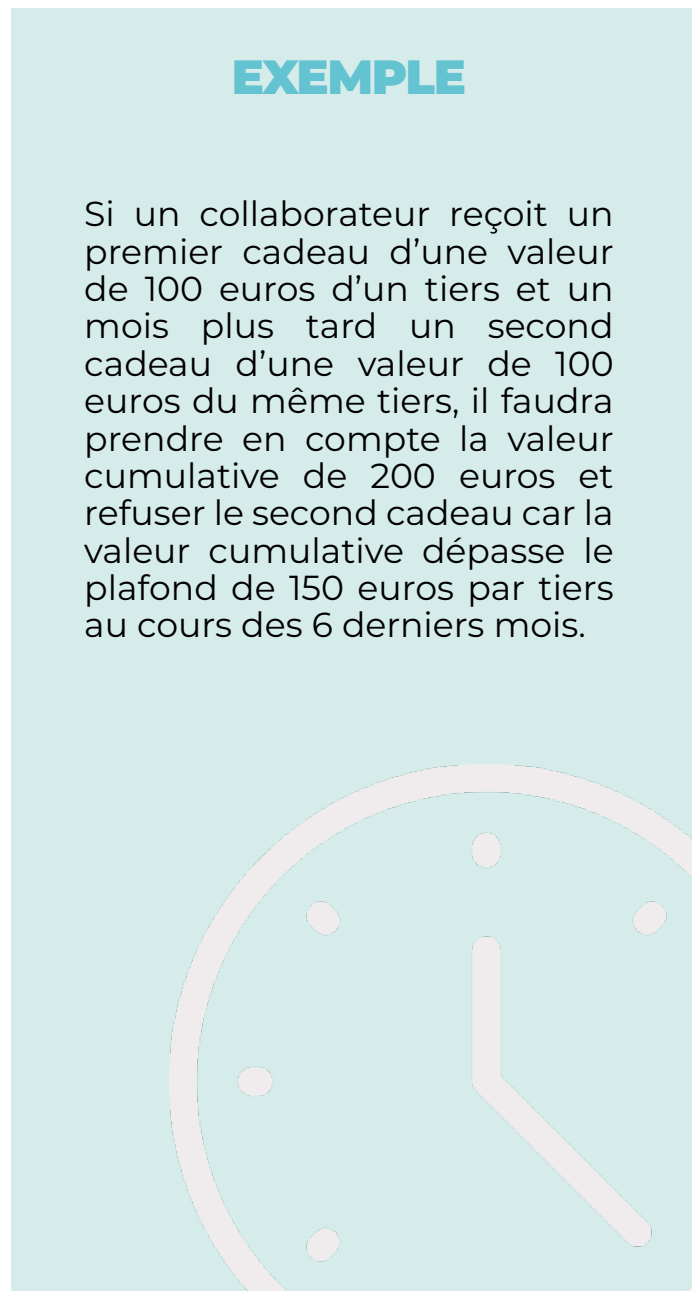 EXEMPLE
Si un collaborateur reçoit un
premier cadeau d’une valeur
de 100 euros d’un tiers et un
mois plus tard un second
cadeau d’une valeur de 100
euros du même tiers, il faudra
prendre en compte la valeur
cumulative de 200 euros et
refuser le second cadeau car la
valeur cumulative dépasse le
plafond de 150 euros par tiers
au cours des 6 derniers mois.